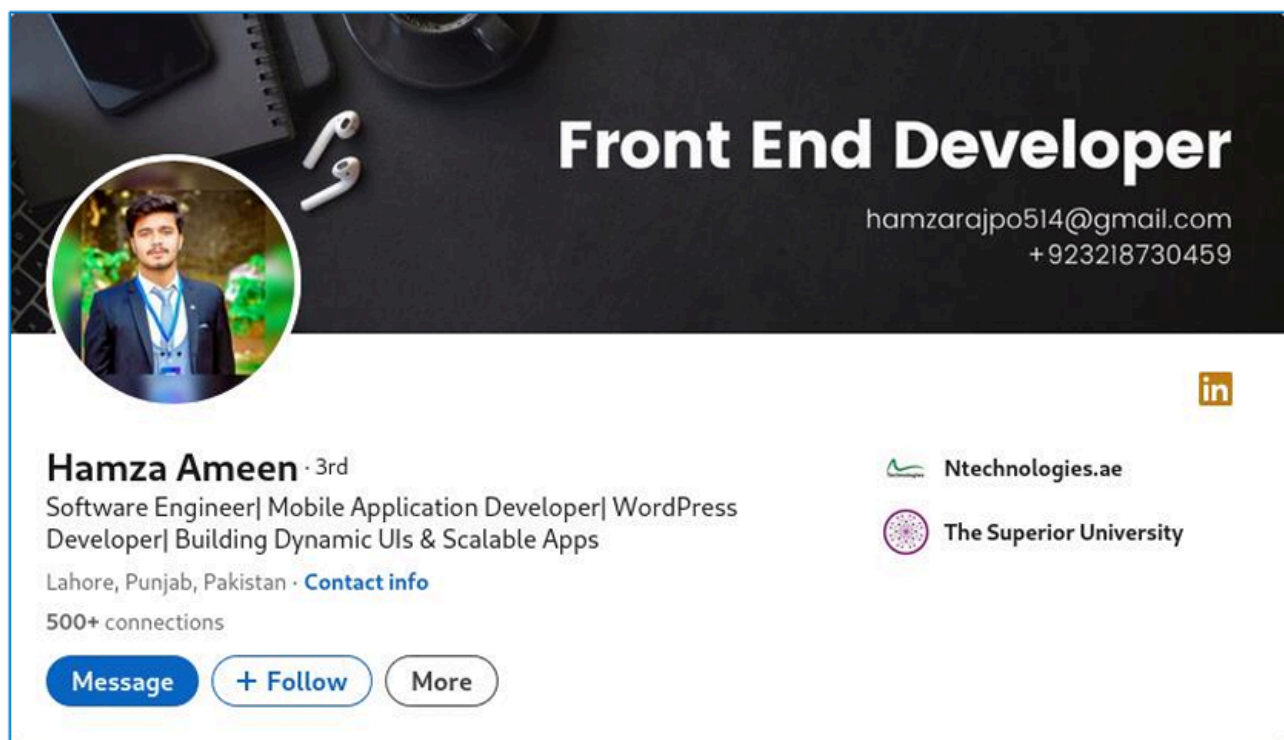 Front End Developer
hamzarajpo514@gmail.com
+923218730459
in
Hamza Ameen · 3rd
Software Engineer| Mobile Application Developer| WordPress
Developer| Building Dynamic UIs & Scalable Apps
Lahore, Punjab, Pakistan · Contact info
500+ connections
Message
+ Follow
More
Ntechnologies.ae
The Superior University